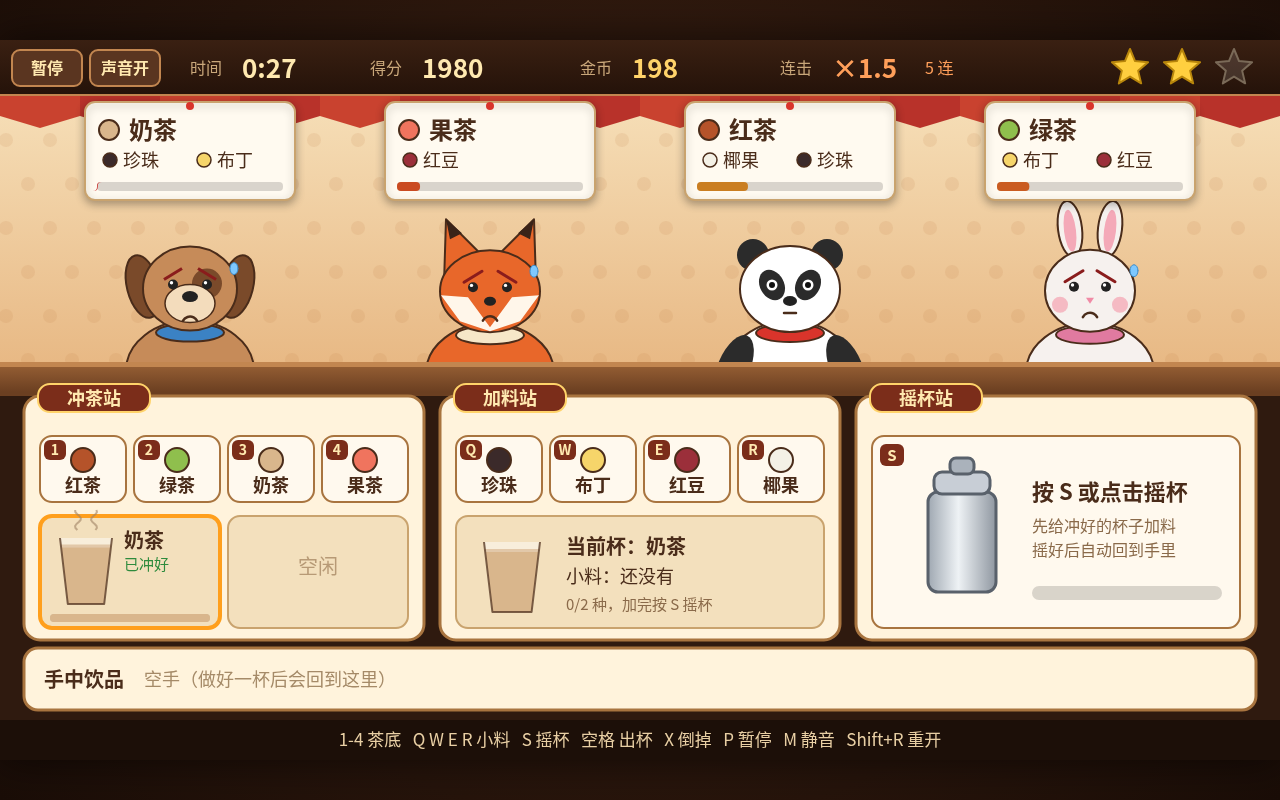 暂停 声音开 时间 0:27 得分 1980 金币 198 连击 ×1.5 5 连
奶茶
珍珠 布丁
果茶
红豆
红茶
椰果 珍珠
绿茶
布丁 红豆
冲茶站
1 红茶
2 绿茶
3 奶茶
4 果茶
奶茶
已冲好
空闲
加料站
Q 珍珠
W 布丁
E 红豆
R 椰果
当前杯：奶茶
小料：还没有
0/2 种，加完按 S 摇杯
摇杯站
S
按 S 或点击摇杯
先给冲好的杯子加料
摇好后自动回到手里
手中饮品 空手（做好一杯后会回到这里）
1-4 茶底 Q W E R 小料 S 摇杯 空格 出杯 X 倒掉 P 暂停 M 静音 Shift+R 重开